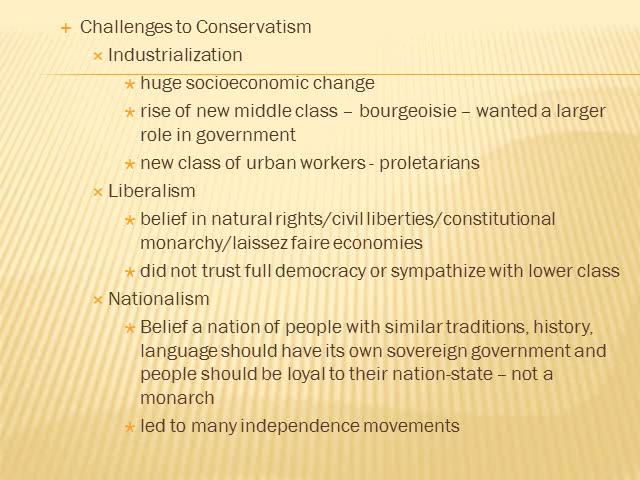 Challenges to Conservatism
Industrialization
huge socioeconomic change
rise of new middle class – bourgeoisie – wanted a larger
role in government
new class of urban workers - proletarians
Liberalism
belief in natural rights/civil liberties/constitutional
monarchy/laissez faire economies
did not trust full democracy or sympathize with lower class
Nationalism
Belief a nation of people with similar traditions, history,
language should have its own sovereign government and
people should be loyal to their nation-state – not a
monarch
led to many independence movements